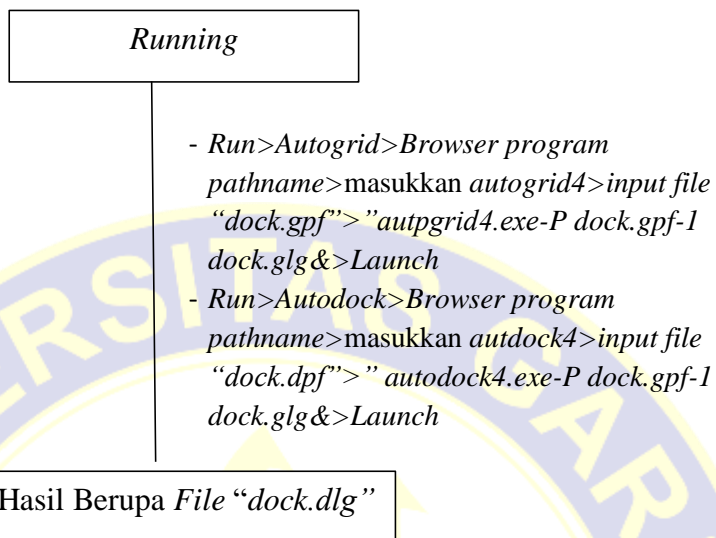 Running
- Run>Autogrid>Browser program
pathname>masukkan autogrid4>input file
“dock.gpf”>”autpgrid4.exe-P dock.gpf-1
dock.glg&>Launch
- Run>Autodock>Browser program
pathname>masukkan autdock4>input file
“dock.dpf”>” autodock4.exe-P dock.gpf-1
dock.glg&>Launch
Hasil Berupa File “dock.dlg”
ERSITAS GAR